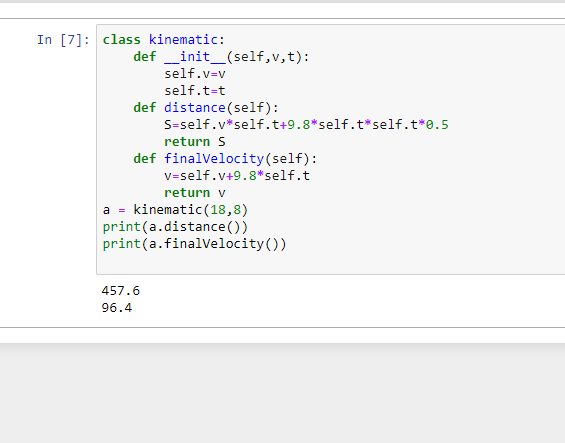 In [7]: class kinematic:
    def __init__(self,v,t):
        self.v=v
        self.t=t
    def distance(self):
        S=self.v*self.t+9.8*self.t*self.t*0.5
        return S
    def finalVelocity(self):
        v=self.v+9.8*self.t
        return v
a = kinematic(18,8)
print(a.distance())
print(a.finalVelocity())
457.6
96.4